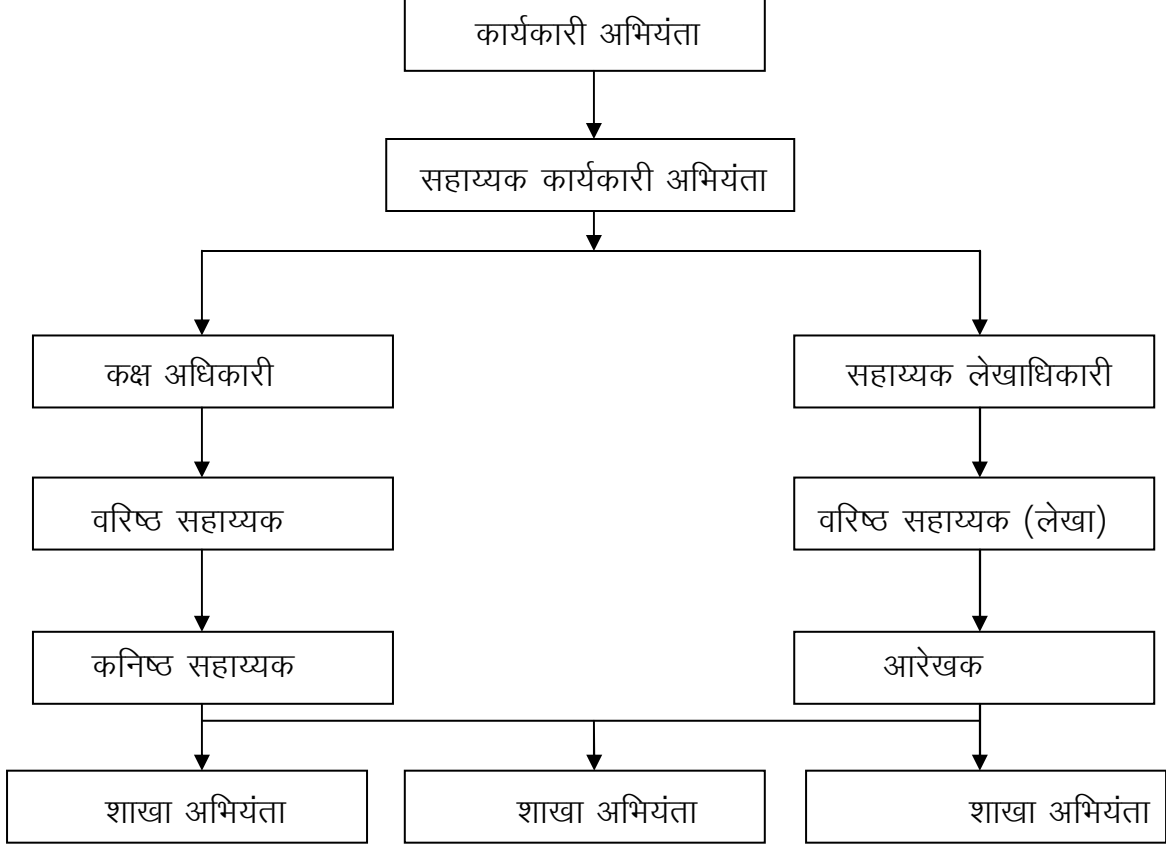 कार्यकारी अभियंता
सहाय्यक कार्यकारी अभियंता
कक्ष अधिकारी
सहाय्यक लेखाधिकारी
वरिष्ठ सहाय्यक
वरिष्ठ सहाय्यक (लेखा)
कनिष्ठ सहाय्यक
आरेखक
शाखा अभियंता
शाखा अभियंता
शाखा अभियंता